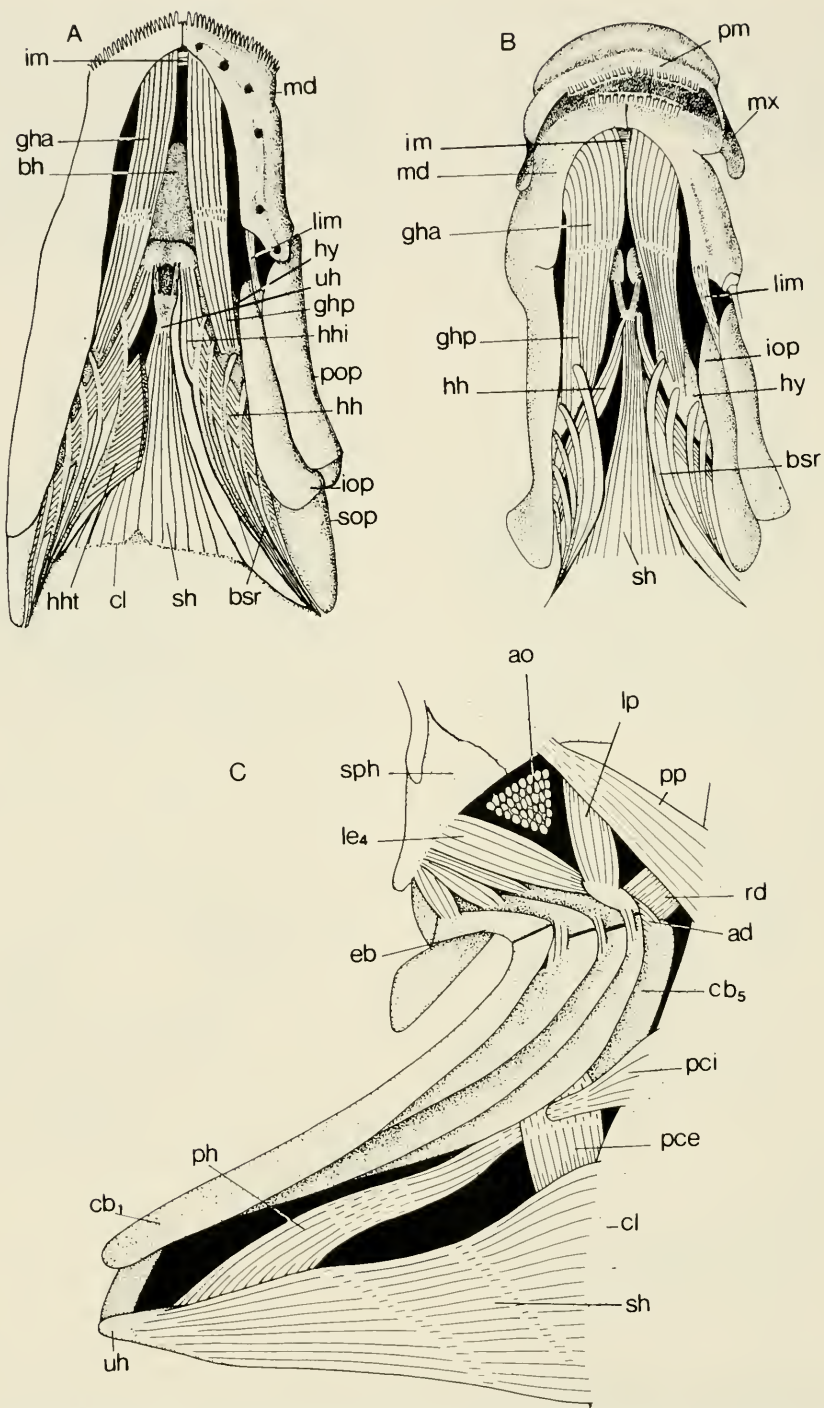 A
im
md
gha
bh
lim
hy
uh
ghp
hhi
pop
hh
iop
sop
hht
cl
sh
bsr
B
pm
mx
im
md
gha
lim
ghp
iop
hh
hy
bsr
sh
C
ao
lp
sph
pp
le4
rd
ad
eb
cb5
pci
pce
ph
cb1
cl
sh
uh